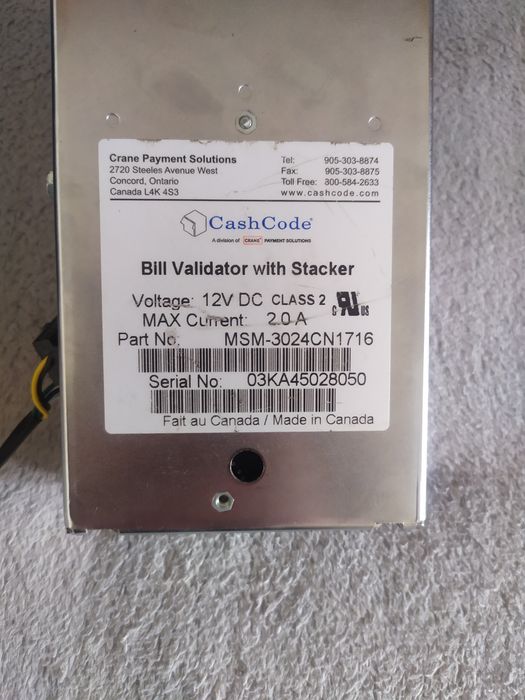 Crane Payment Solutions
2720 Steeles Avenue West
Concord, Ontario
Canada L4K 4S3
Tel: 905-303-8874
Fax: 905-303-8875
Toll Free: 800-584-2633
www.cashcode.com
CashCode®
A division of CRANE® PAYMENT SOLUTIONS
Bill Validator with Stacker
Voltage: 12V DC CLASS 2 c RU us
MAX Current: 2.0 A
Part No: MSM-3024CN1716
Serial No: 03KA45028050
Fait au Canada / Made in Canada